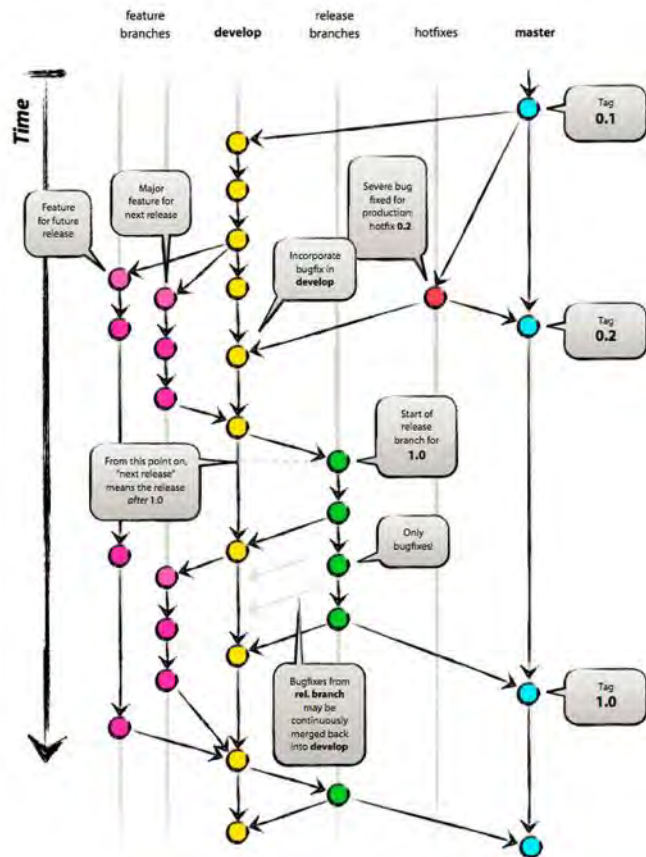 feature
branches
develop
release
branches
hotfixes
master
Time
Tag
0.1
Feature
for future
release
Major
feature for
next release
Severe bug
fixed for
production:
hotfix 0.2
Incorporate
bugfix in
develop
Tag
0.2
Start of
release
branch for
1.0
From this point on,
"next release"
means the release
after 1.0
Only
bugfixes!
Bugfixes from
rel. branch
may be
continuously
merged back
into develop
Tag
1.0